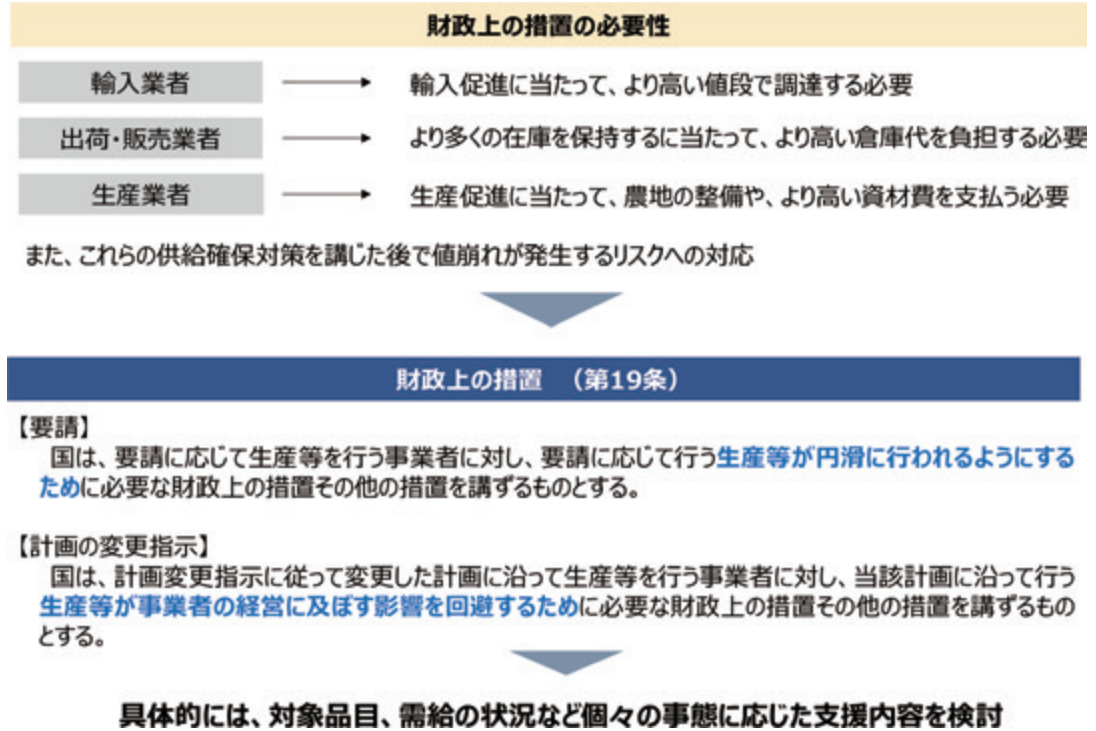 財政上の措置の必要性
輸入業者 輸入促進に当たって、より高い値段で調達する必要
出荷・販売業者 より多くの在庫を保持するに当たって、より高い倉庫代を負担する必要
生産業者 生産促進に当たって、農地の整備や、より高い資材費を支払う必要
また、これらの供給確保対策を講じた後で値崩れが発生するリスクへの対応
財政上の措置 （第19条）
【要請】
国は、要請に応じて生産等を行う事業者に対し、要請に応じて行う生産等が円滑に行われるようにする
ために必要な財政上の措置その他の措置を講ずるものとする。
【計画の変更指示】
国は、計画変更指示に従って変更した計画に沿って生産等を行う事業者に対し、当該計画に沿って行う
生産等が事業者の経営に及ぼす影響を回避するために必要な財政上の措置その他の措置を講ずるもの
とする。
具体的には、対象品目、需給の状況など個々の事態に応じた支援内容を検討